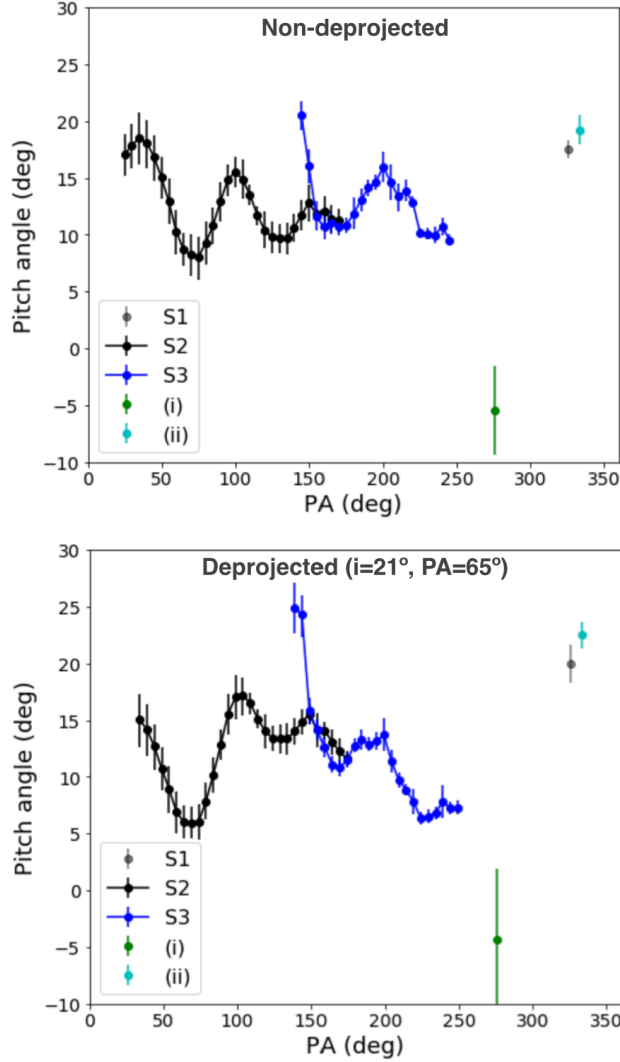 Non-deprojected
30
25
20
15
10
5
0
−5
−10
Pitch angle (deg)
S1
S2
S3
(i)
(ii)
0 50 100 150 200 250 300 350
PA (deg)
Deprojected (i=21º, PA=65º)
30
25
20
15
10
5
0
−5
−10
Pitch angle (deg)
S1
S2
S3
(i)
(ii)
0 50 100 150 200 250 300 350
PA (deg)